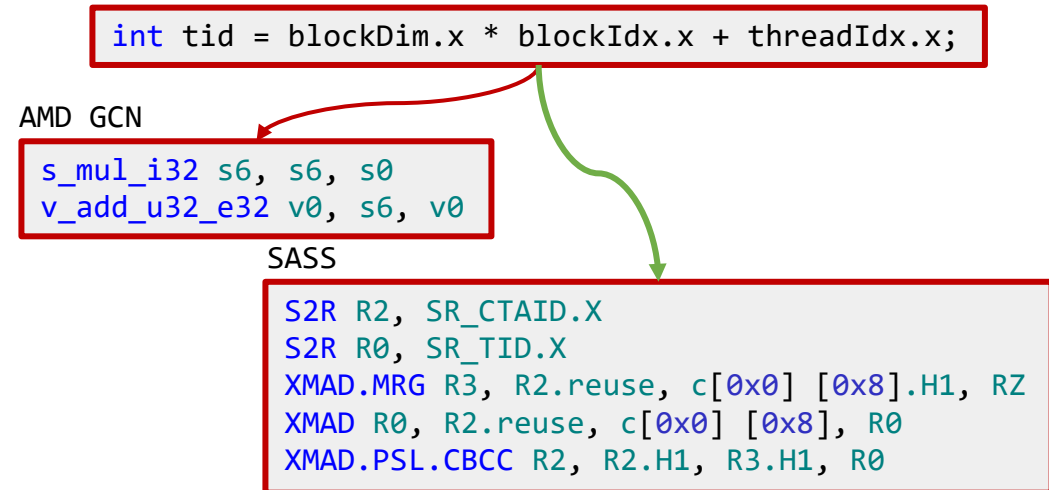 int tid = blockDim.x * blockIdx.x + threadIdx.x;
AMD GCN
s_mul_i32 s6, s6, s0
v_add_u32_e32 v0, s6, v0
SASS
S2R R2, SR_CTAID.X
S2R R0, SR_TID.X
XMAD.MRG R3, R2.reuse, c[0x0] [0x8].H1, RZ
XMAD R0, R2.reuse, c[0x0] [0x8], R0
XMAD.PSL.CBCC R2, R2.H1, R3.H1, R0